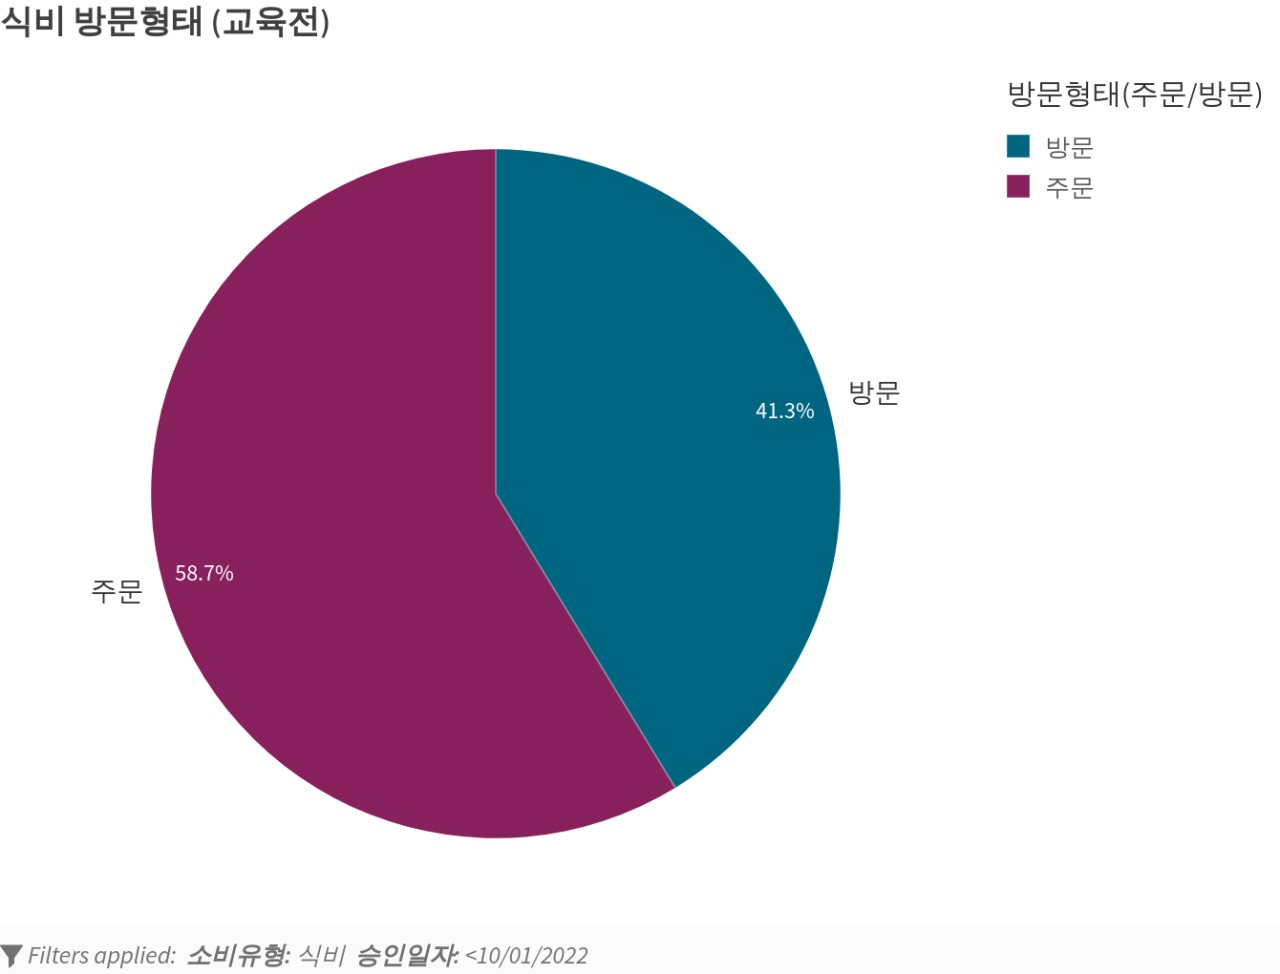 식비 방문형태 (교육전)
방문형태(주문/방문)
방문
주문
방문
41.3%
58.7%
주문
Filters applied: 소비유형: 식비 승인일자: <10/01/2022